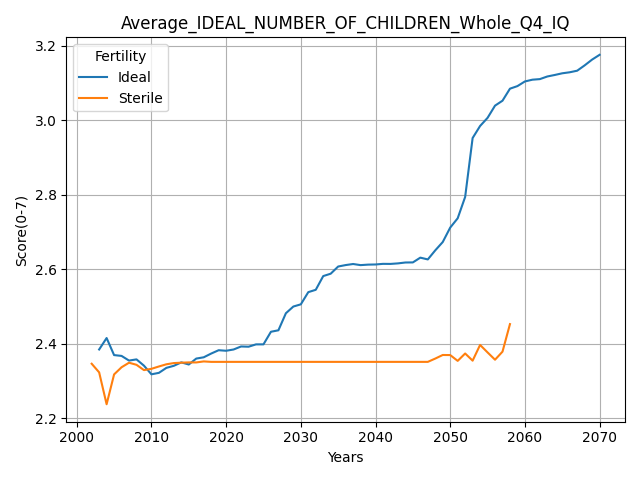 Average_IDEAL_NUMBER_OF_CHILDREN_Whole_Q4_IQ
Fertility
Ideal
Sterile
Score(0-7)
3.2
3.0
2.8
2.6
2.4
2.2
2000 2010 2020 2030 2040 2050 2060 2070
Years